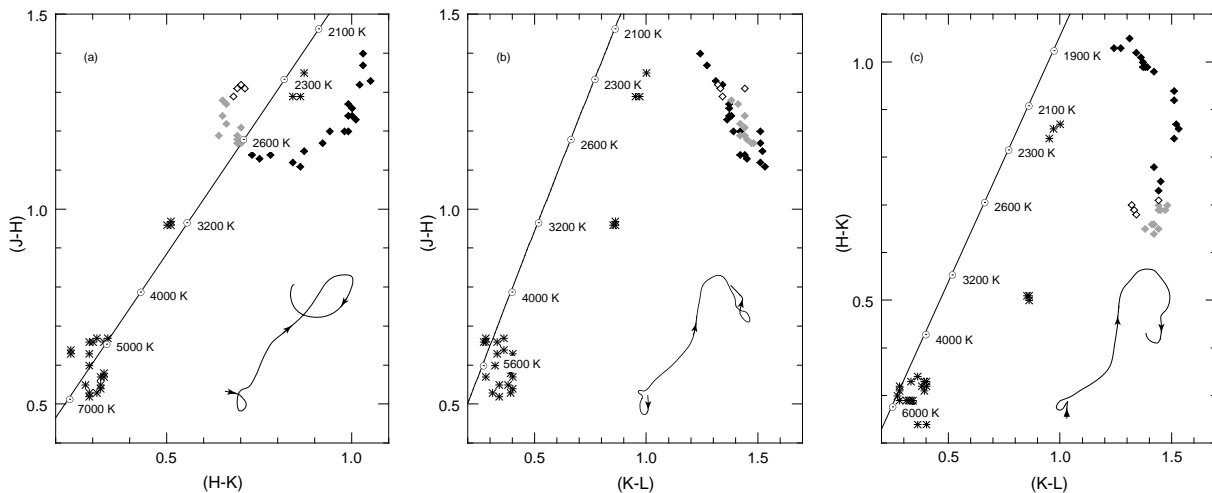 1.5
1.0
0.5
(J-H)
(a)
2100 K
2300 K
2600 K
3200 K
4000 K
5000 K
7000 K
0.5
1.0
(H-K)
1.5
1.0
0.5
(J-H)
(b)
2100 K
2300 K
2600 K
3200 K
4000 K
5600 K
0.5
1.0
1.5
(K-L)
1.0
0.5
(H-K)
(c)
1900 K
2100 K
2300 K
2600 K
3200 K
4000 K
6000 K
0.5
1.0
1.5
(K-L)